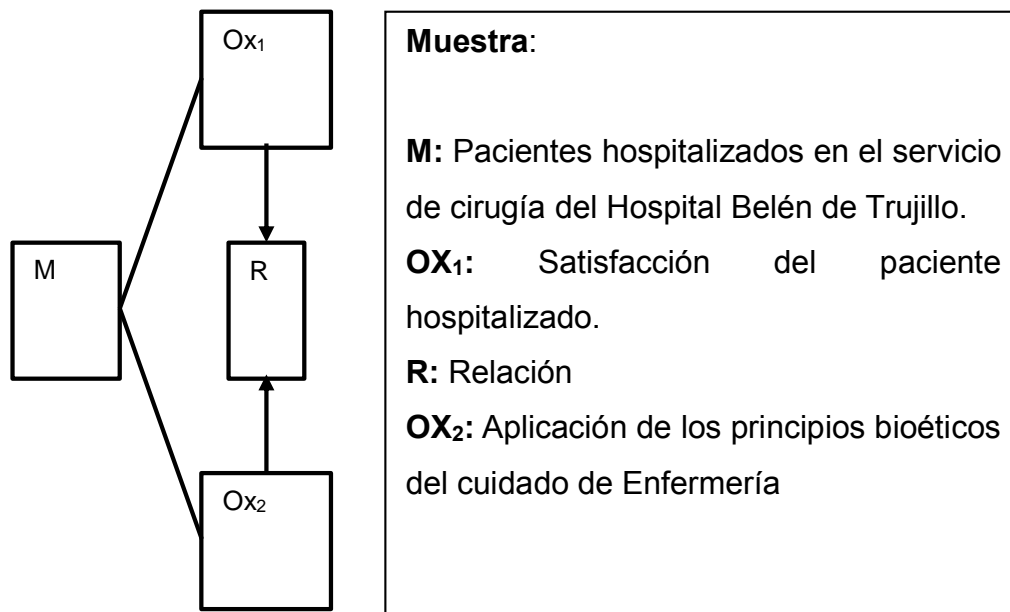 Ox₁
M
R
Ox₂
Muestra:
M: Pacientes hospitalizados en el servicio
de cirugía del Hospital Belén de Trujillo.
OX₁: Satisfacción del paciente
hospitalizado.
R: Relación
OX₂: Aplicación de los principios bioéticos
del cuidado de Enfermería